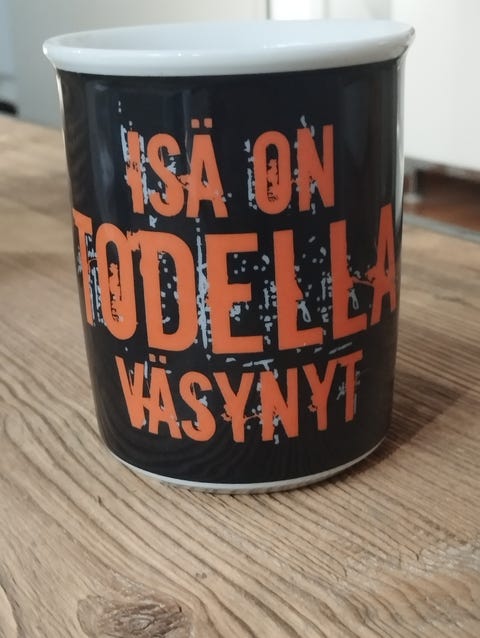 ISÄ ON
TODELLA
VÄSYNYT